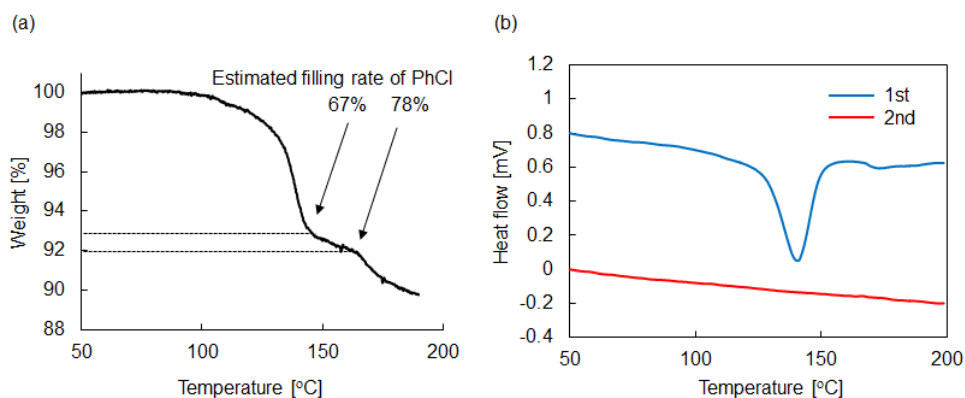 (a)
Estimated filling rate of PhCl
67% 78%
100
98
96
93
92
90
88
Weight [%]
50 100 150 200
Temperature [°C]
(b)
1.2
1
0.8
0.6
0.4
0.2
0
-0.2
-0.4
Heat flow [mV]
1st
2nd
50 100 150 200
Temperature [°C]